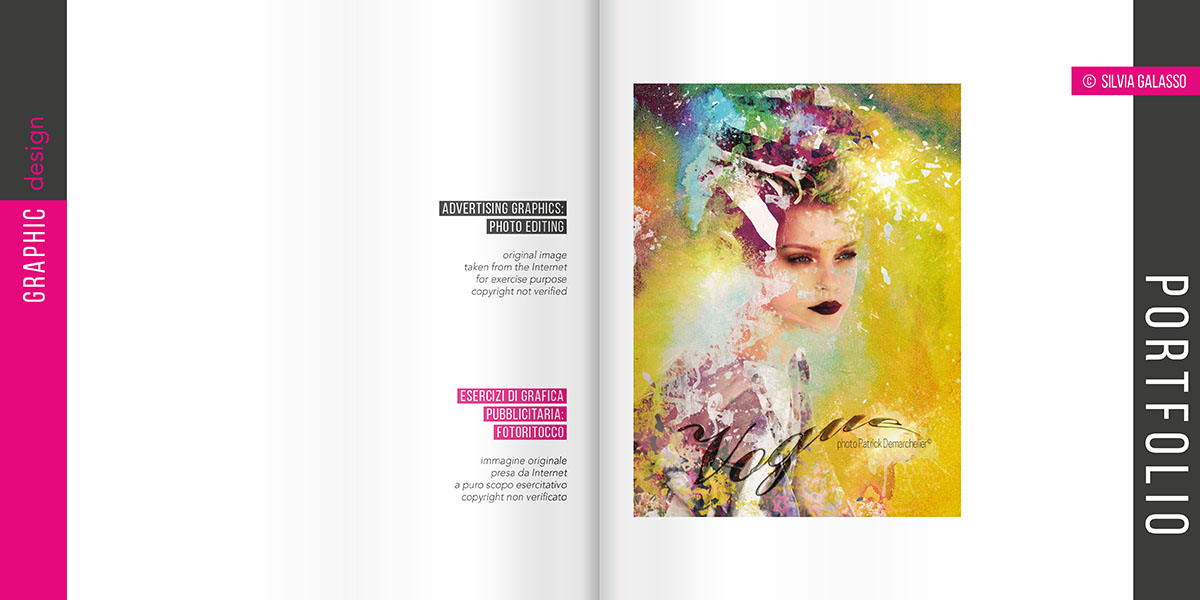 GRAPHIC design
ADVERTISING GRAPHICS:
PHOTO EDITING
original image
taken from the Internet
for exercise purpose
copyright not verified
ESERCIZI DI GRAFICA
PUBBLICITARIA:
FOTORITOCCO
immagine originale
presa da Internet
a puro scopo esercitativo
copyright non verificato
Vogue
photo Patrick Demarchelier©
© SILVIA GALASSO
PORTFOLIO